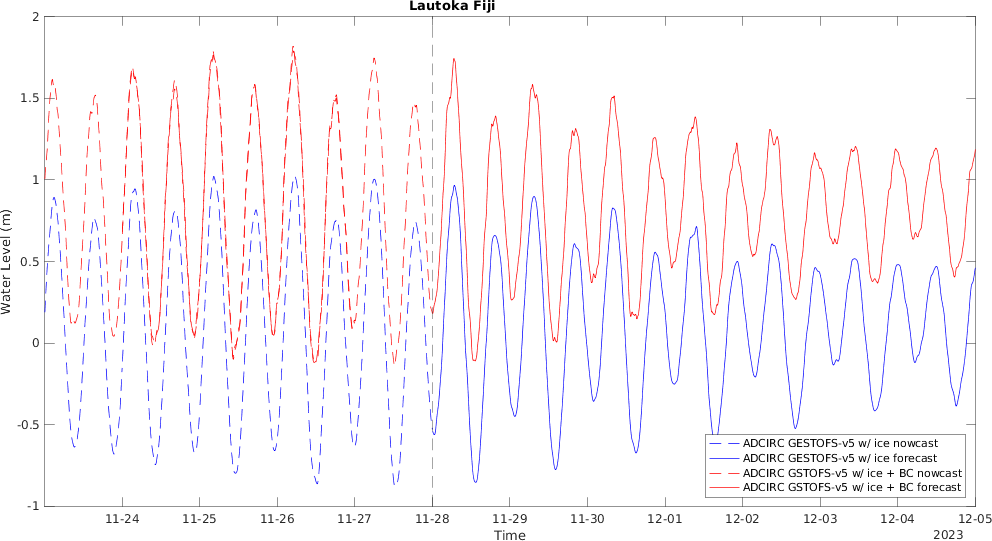 Lautoka Fiji
2
1.5
1
0.5
0
-0.5
-1
Water Level (m)
ADCIRC GESTOFS-v5 w/ ice nowcast
ADCIRC GESTOFS-v5 w/ ice forecast
ADCIRC GSTOFS-v5 w/ice + BC nowcast
ADCIRC GSTOFS-v5 w/ice + BC forecast
11-24 11-25 11-26 11-27 11-28 11-29 11-30 12-01 12-02 12-03 12-04 12-05
Time
2023